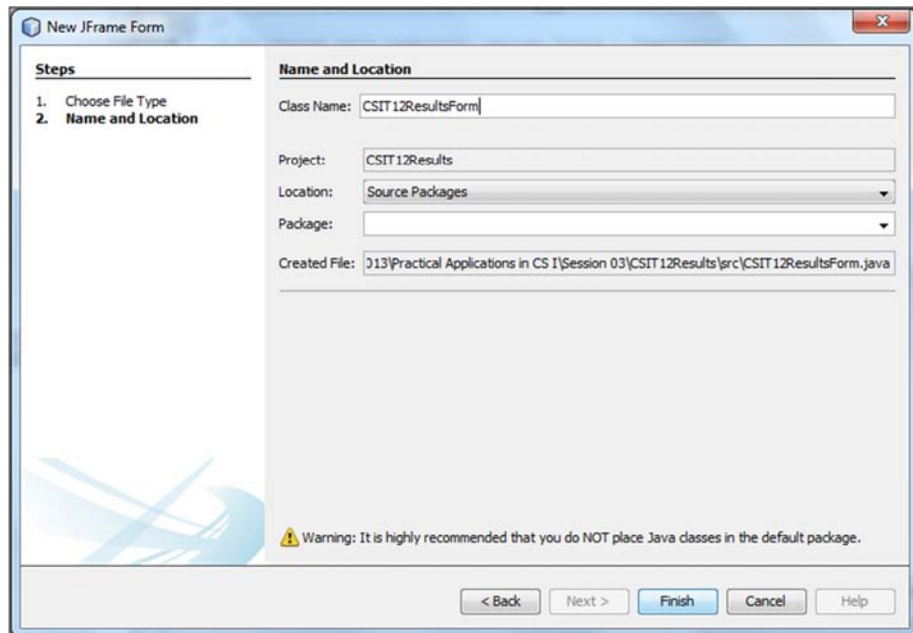 New JFrame Form
Steps
1. Choose File Type
2. Name and Location
Name and Location
Class Name: CSIT12ResultsForm
Project: CSIT12Results
Location: Source Packages
Package:
Created File: 013\Practical Applications in CS I\Session 03\CSIT12Results\src\CSIT12ResultsForm.java
Warning: It is highly recommended that you do NOT place Java classes in the default package.
< Back Next > Finish Cancel Help